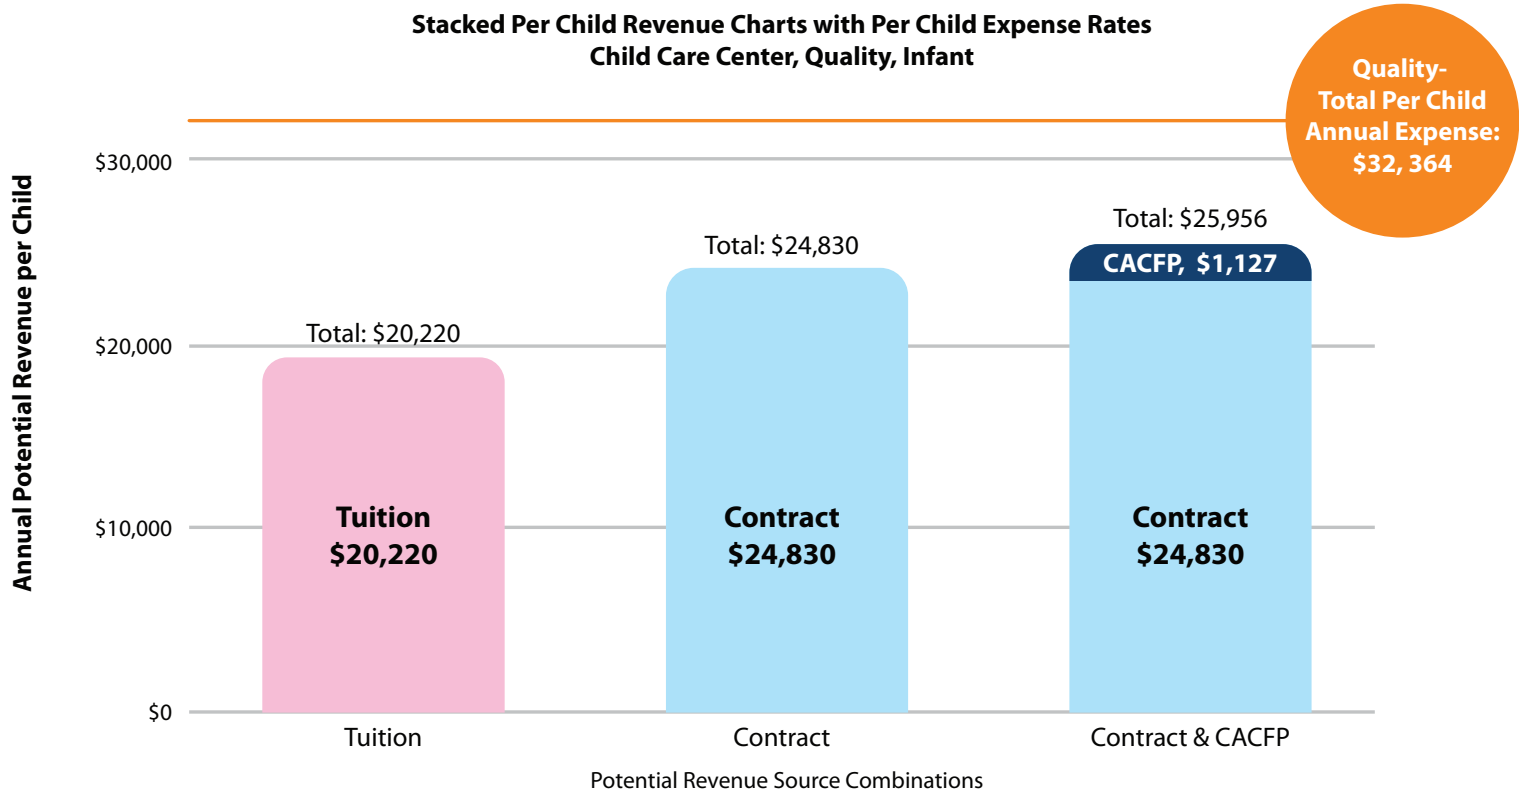 Stacked Per Child Revenue Charts with Per Child Expense Rates
Child Care Center, Quality, Infant
Quality-
Total Per Child
Annual Expense:
$32, 364
Annual Potential Revenue per Child
$30,000
$20,000
$10,000
$0
Total: $20,220
Tuition
$20,220
Total: $24,830
Contract
$24,830
Total: $25,956
CACFP, $1,127
Contract
$24,830
Tuition
Contract
Contract & CACFP
Potential Revenue Source Combinations